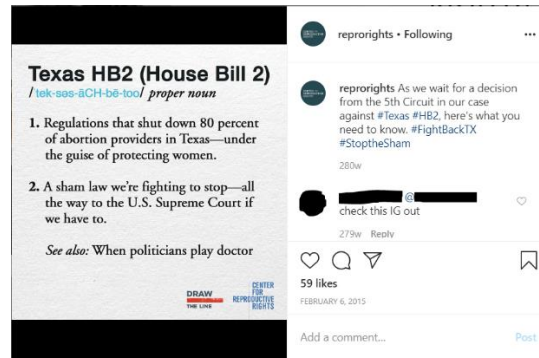 Texas HB2 (House Bill 2)
/tek-səs-āCH-bē-too/ proper noun
1. Regulations that shut down 80 percent
of abortion providers in Texas—under
the guise of protecting women.
2. A sham law we're fighting to stop—all
the way to the U.S. Supreme Court if
we have to.
See also: When politicians play doctor
DRAW
THE LINE
CENTER
FOR
REPRODUCTIVE
RIGHTS
reprorights • Following
reprorights As we wait for a decision
from the 5th Circuit in our case
against #Texas #HB2, here's what you
need to know. #FightBackTX
#StoptheSham
280w
@
check this IG out
279w Reply
59 likes
FEBRUARY 6, 2015
Add a comment... Post